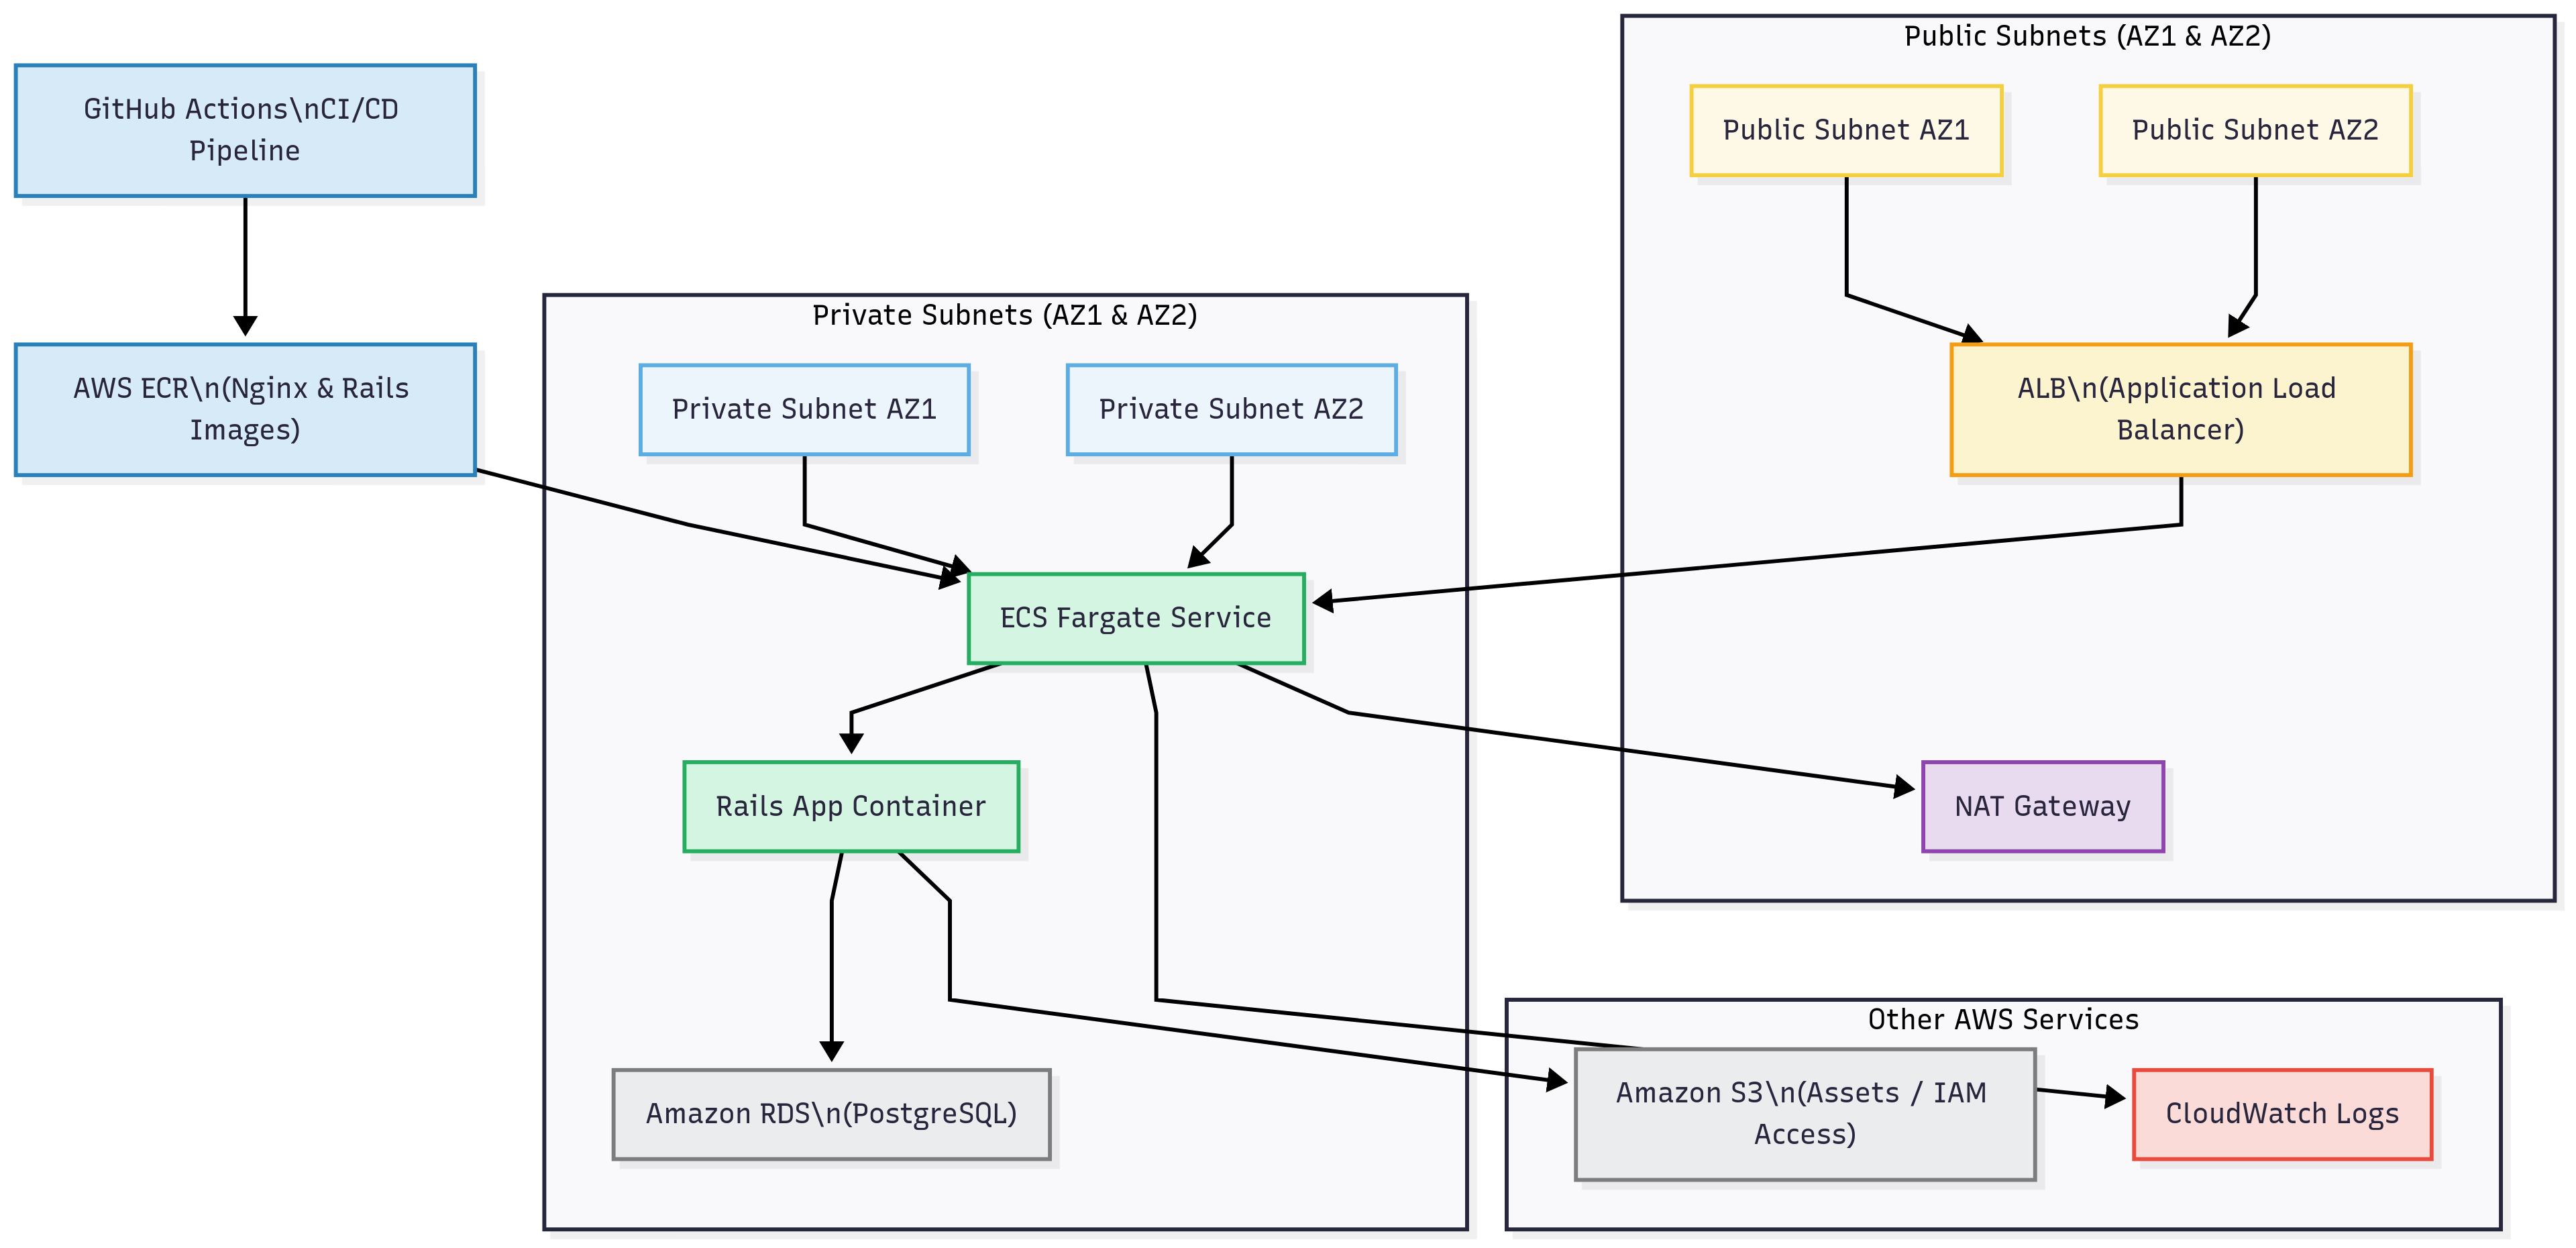 GitHub Actions\nCI/CD
Pipeline
AWS ECR\n(Nginx & Rails
Images)
Private Subnets (AZ1 & AZ2)
Private Subnet AZ1
Private Subnet AZ2
ECS Fargate Service
Rails App Container
Amazon RDS\n(PostgreSQL)
Public Subnets (AZ1 & AZ2)
Public Subnet AZ1
Public Subnet AZ2
ALB\n(Application Load
Balancer)
NAT Gateway
Other AWS Services
Amazon S3\n(Assets / IAM
Access)
CloudWatch Logs